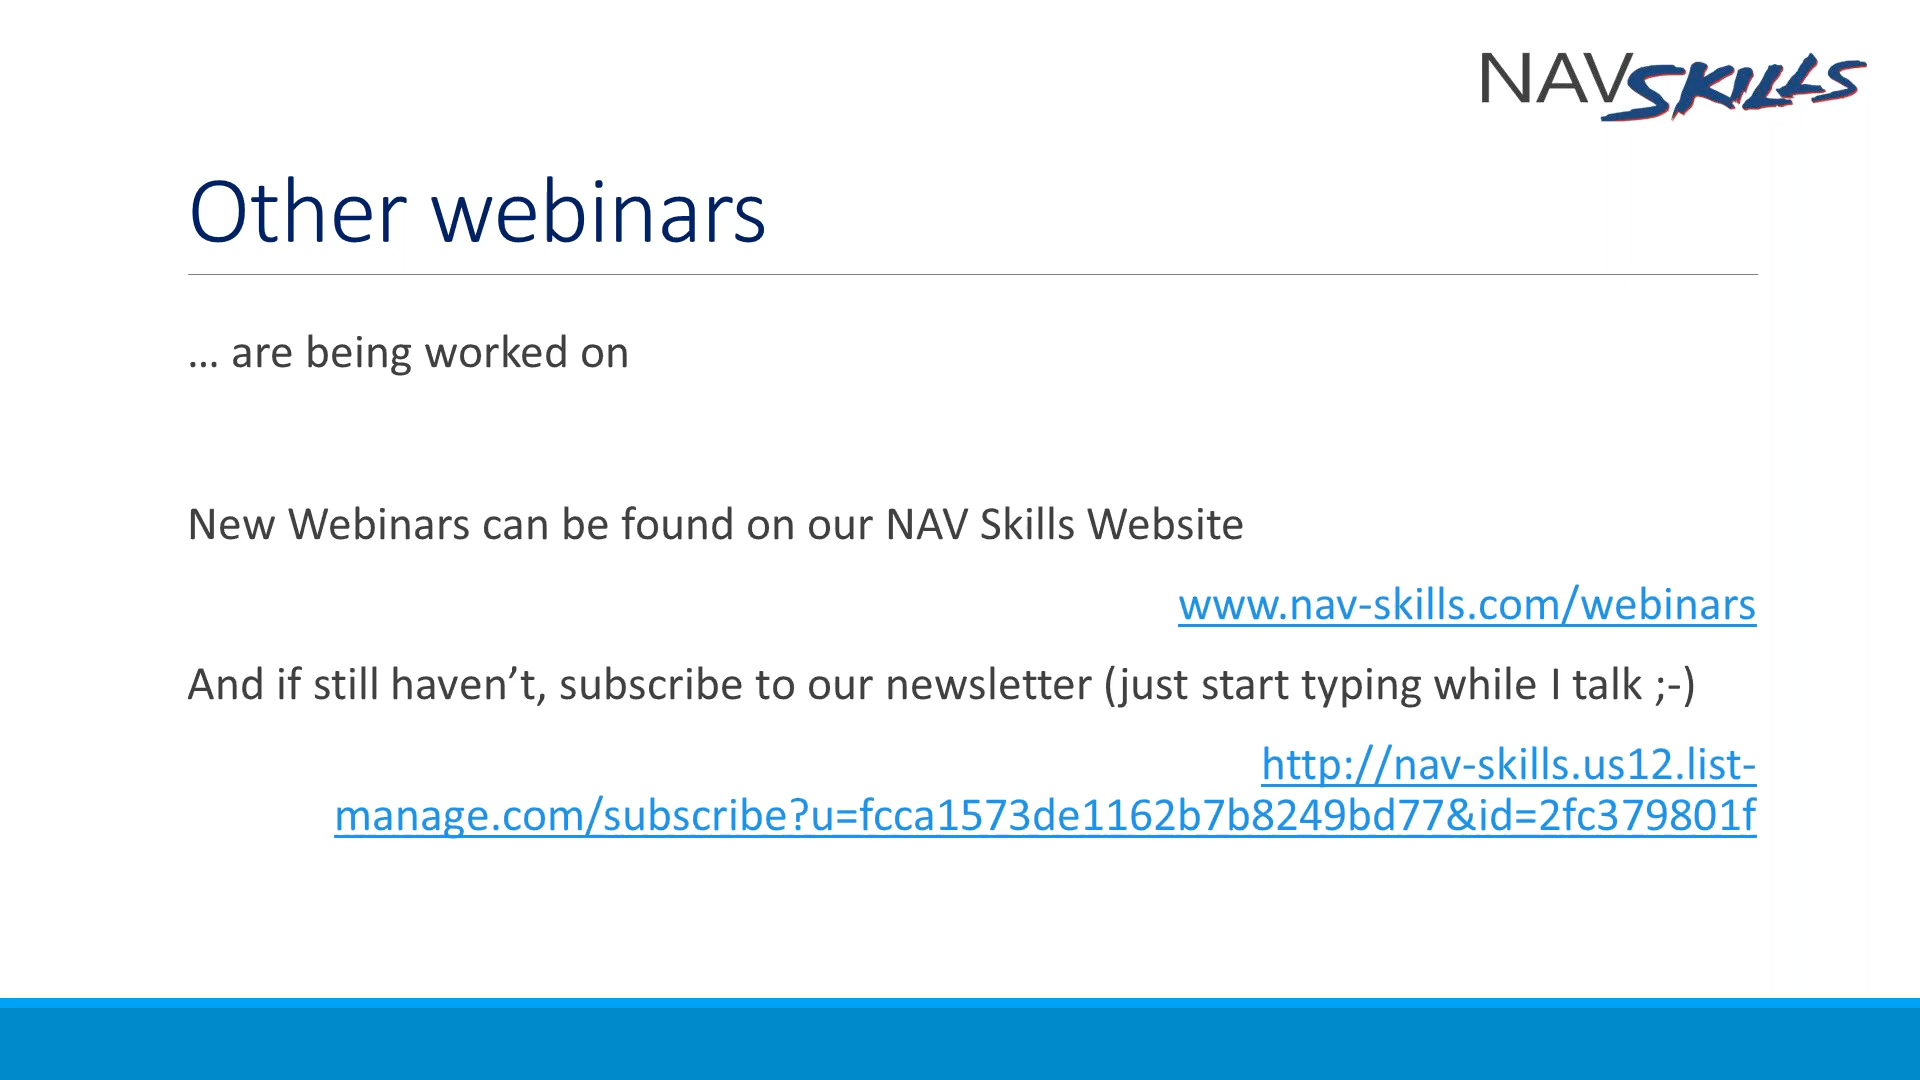 NAVSKILLS
Other webinars
… are being worked on
New Webinars can be found on our NAV Skills Website
www.nav-skills.com/webinars
And if still haven’t, subscribe to our newsletter (just start typing while I talk ;-)
http://nav-skills.us12.list-
manage.com/subscribe?u=fcca1573de1162b7b8249bd77&id=2fc379801f